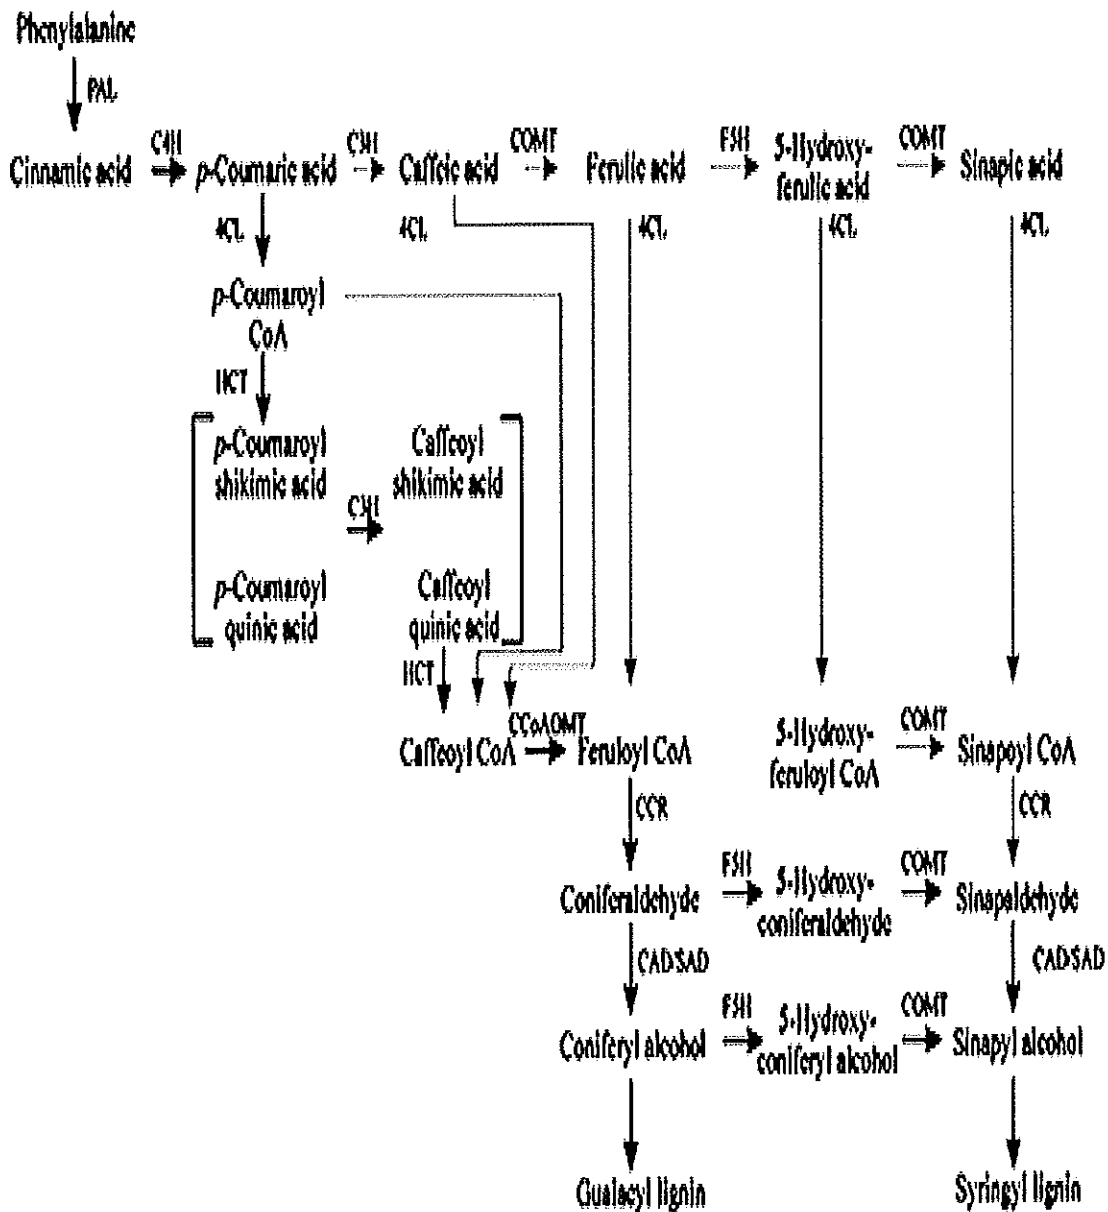 Phenylalanine
PAL
C4H
C3H
COMT
F5H
COMT
Cinnamic acid
p-Coumaric acid
Caffeic acid
Ferulic acid
5-Hydroxy-
ferulic acid
Sinapic acid
4CL
4CL
4CL
4CL
4CL
p-Coumaroyl
CoA
HCT
p-Coumaroyl
shikimic acid
Caffeoyl
shikimic acid
C3H
p-Coumaroyl
quinic acid
Caffeoyl
quinic acid
HCT
CCoAOMT
COMT
Caffeoyl CoA
Feruloyl CoA
5-Hydroxy-
feruloyl CoA
Sinapoyl CoA
CCR
CCR
F5H
COMT
Coniferaldehyde
5-Hydroxy-
coniferaldehyde
Sinapaldehyde
CAD/SAD
CAD/SAD
F5H
COMT
Coniferyl alcohol
5-Hydroxy-
coniferyl alcohol
Sinapyl alcohol
Guaiacyl lignin
Syringyl lignin